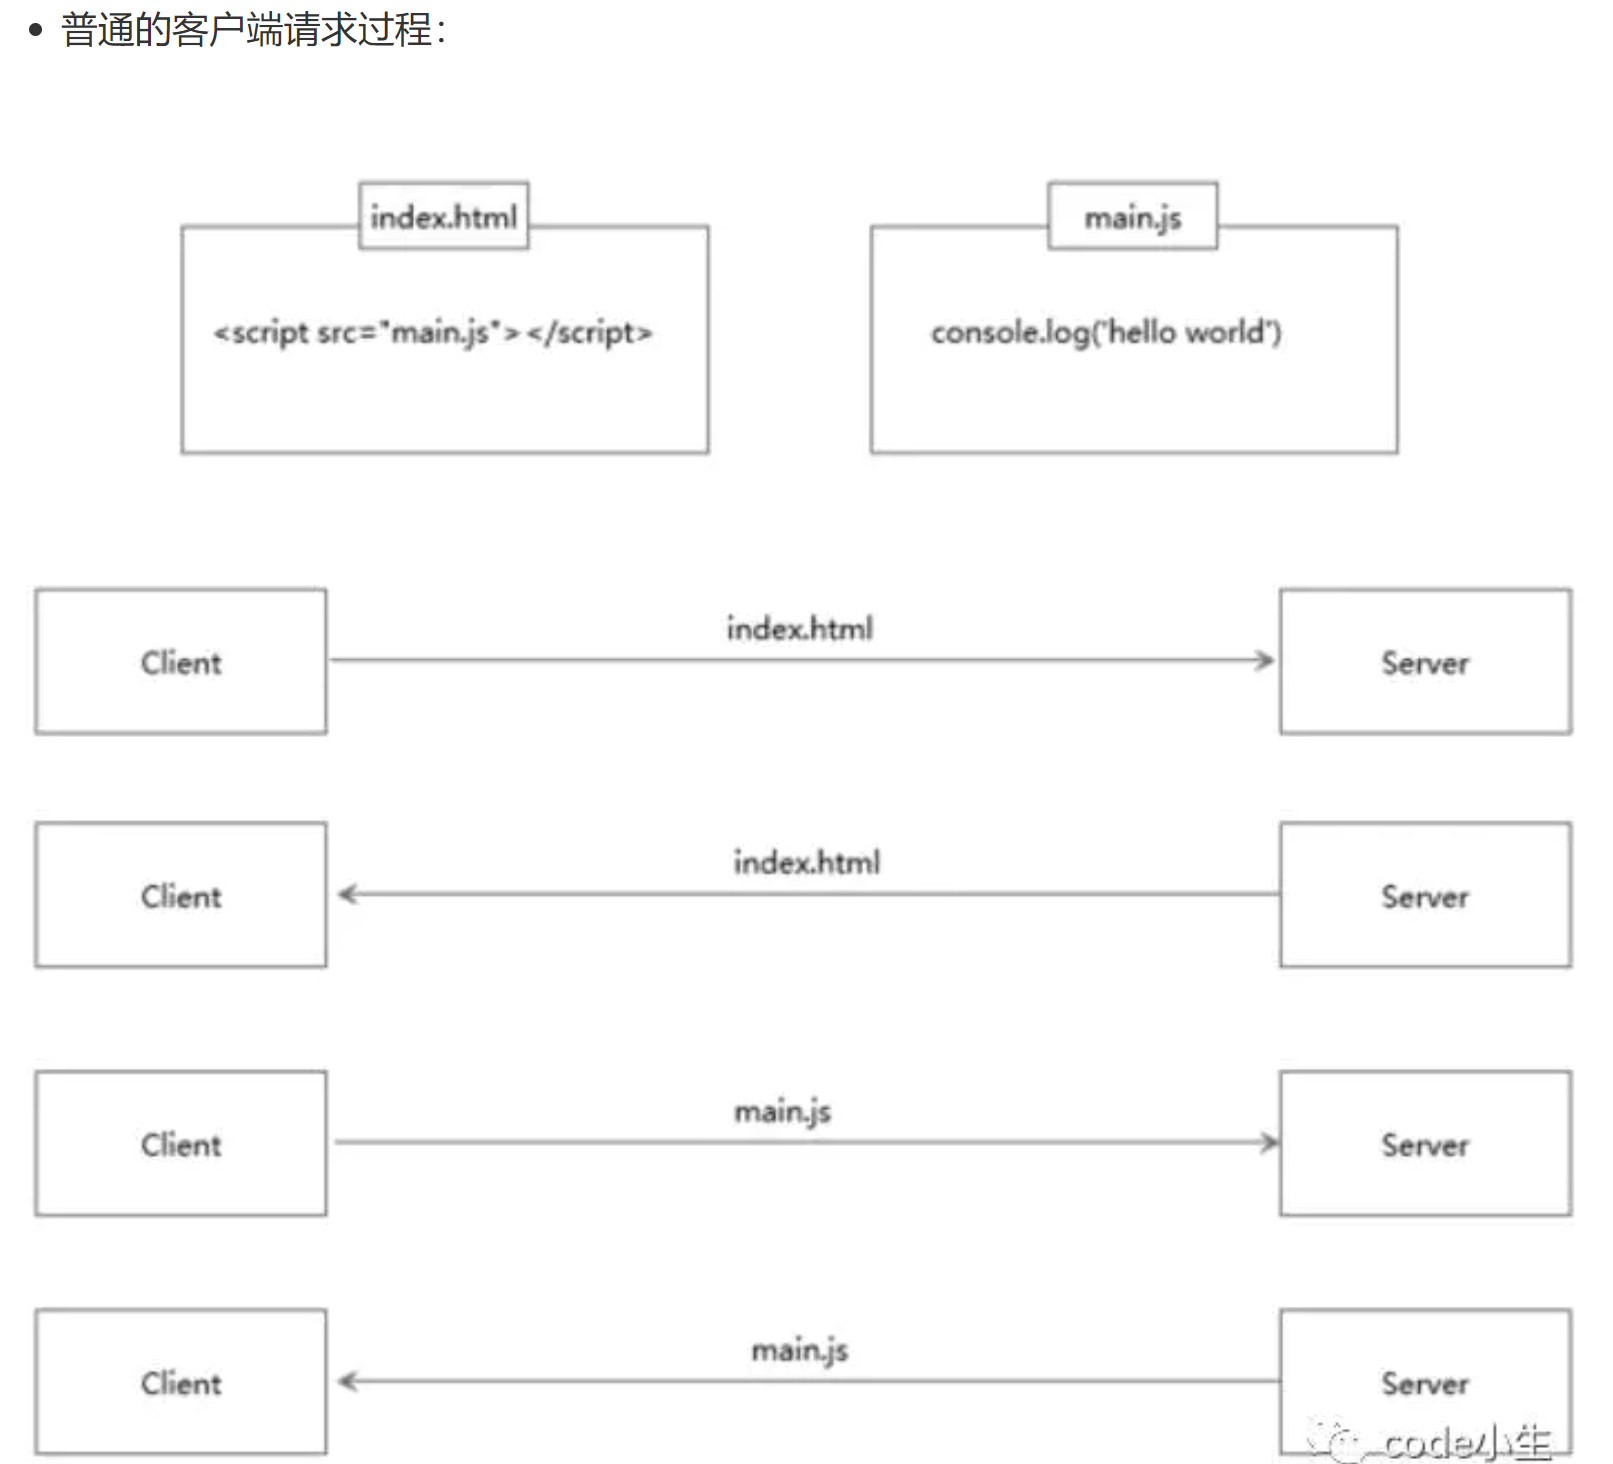 • 普通的客户端请求过程：
index.html
main.js
<script src="main.js"></script>
console.log('hello world')
index.html
Client
Server
index.html
Client
Server
main.js
Client
Server
main.js
Client
Server
code小生